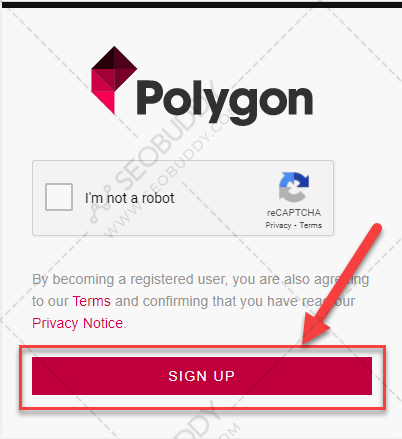 Polygon
I'm not a robot
reCAPTCHA
Privacy - Terms
By becoming a registered user, you are also agreeing
to our Terms and confirming that you have read our
Privacy Notice.
SIGN UP
SEOBUDDY
WWW.SEOBUDDY.COM